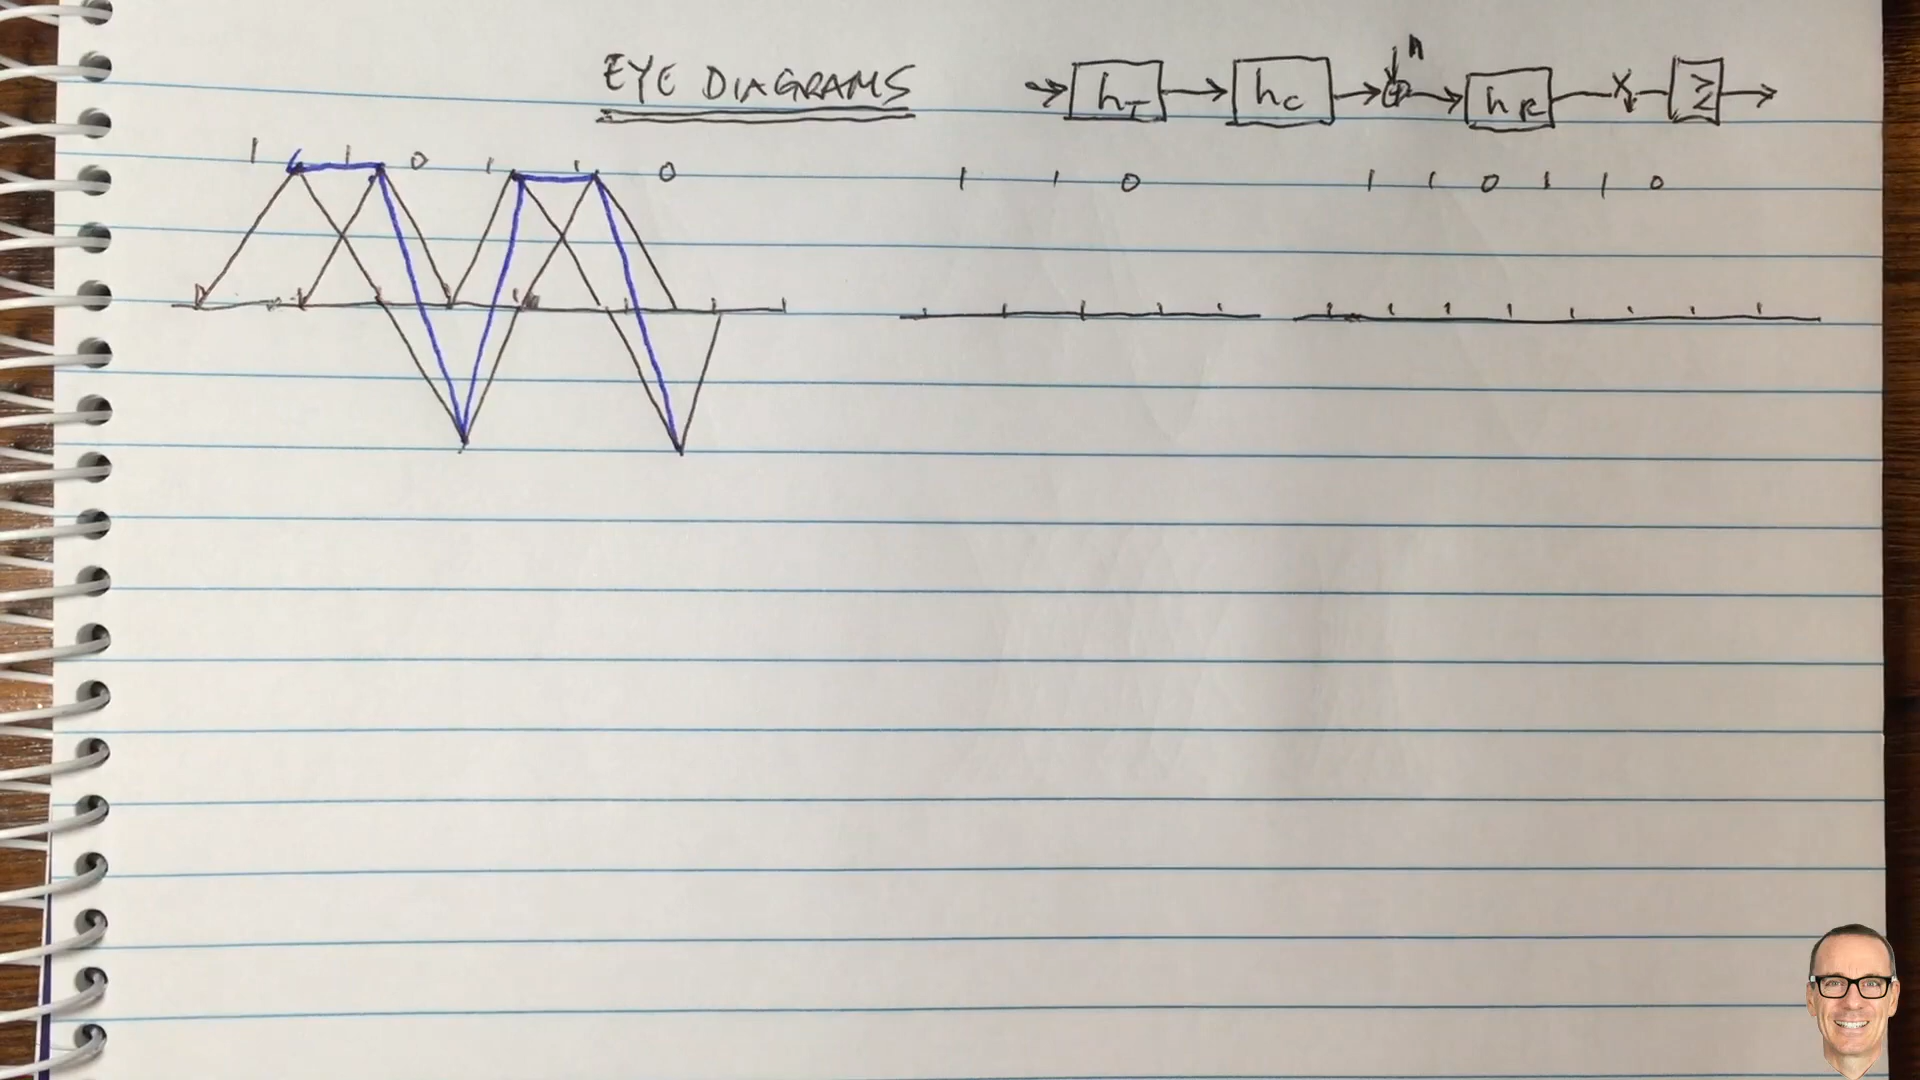 EYE DIAGRAMS
n
h_T h_C h_R ≷
1 1 0 1 1 0
1 1 0
1 1 0 1 1 0